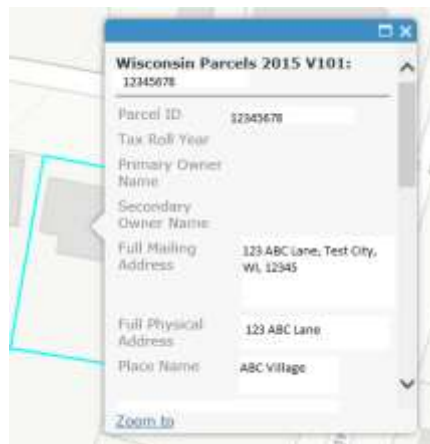 Wisconsin Parcels 2015 V101:
12345678
Parcel ID 12345678
Tax Roll Year
Primary Owner
Name
Secondary
Owner Name
Full Mailing 123 ABC Lane, Test City,
Address WI, 12345
Full Physical
Address 123 ABC Lane
Place Name ABC Village
Zoom to